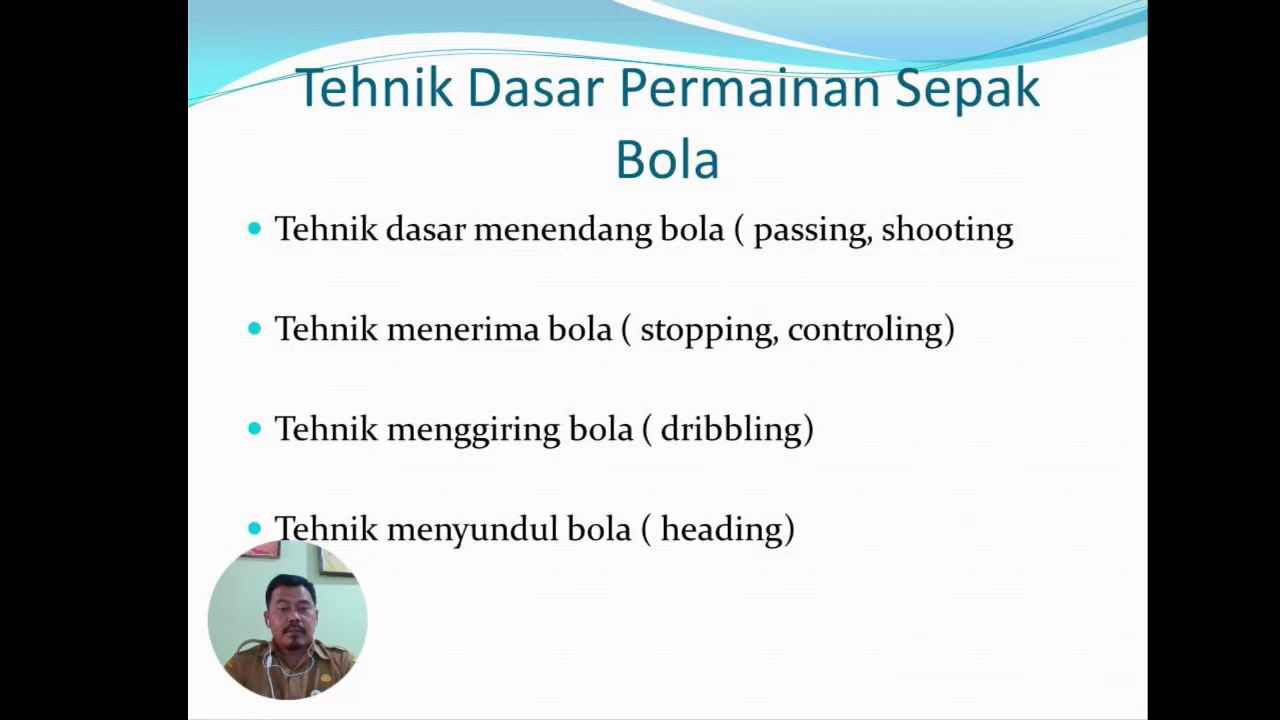 Tehnik Dasar Permainan Sepak
Bola
Tehnik dasar menendang bola ( passing, shooting
Tehnik menerima bola ( stopping, controling)
Tehnik menggiring bola ( dribbling)
Tehnik menyundul bola ( heading)